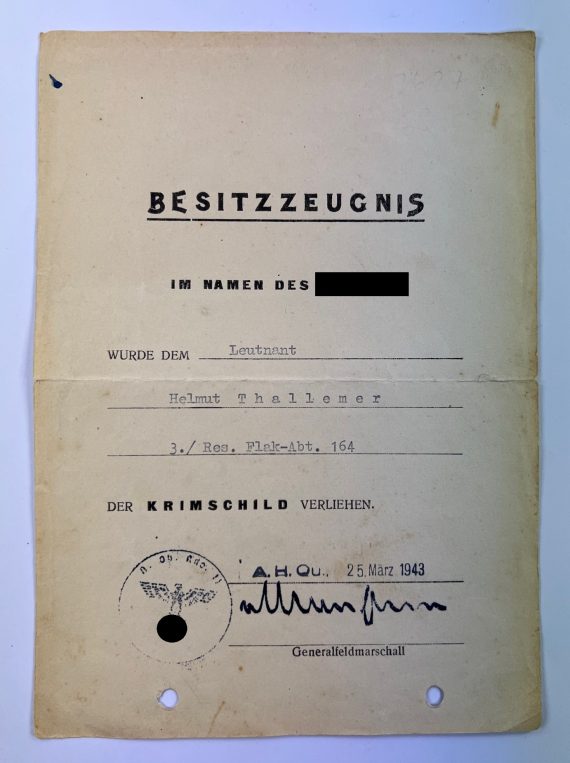 BESITZZEUGNIS
IM NAMEN DES
WURDE DEM Leutnant
Helmut Thallemer
3./ Res. Flak-Abt. 164
DER KRIMSCHILD VERLIEHEN.
A.H.Qu., 25. März 1943
Generalfeldmarschall